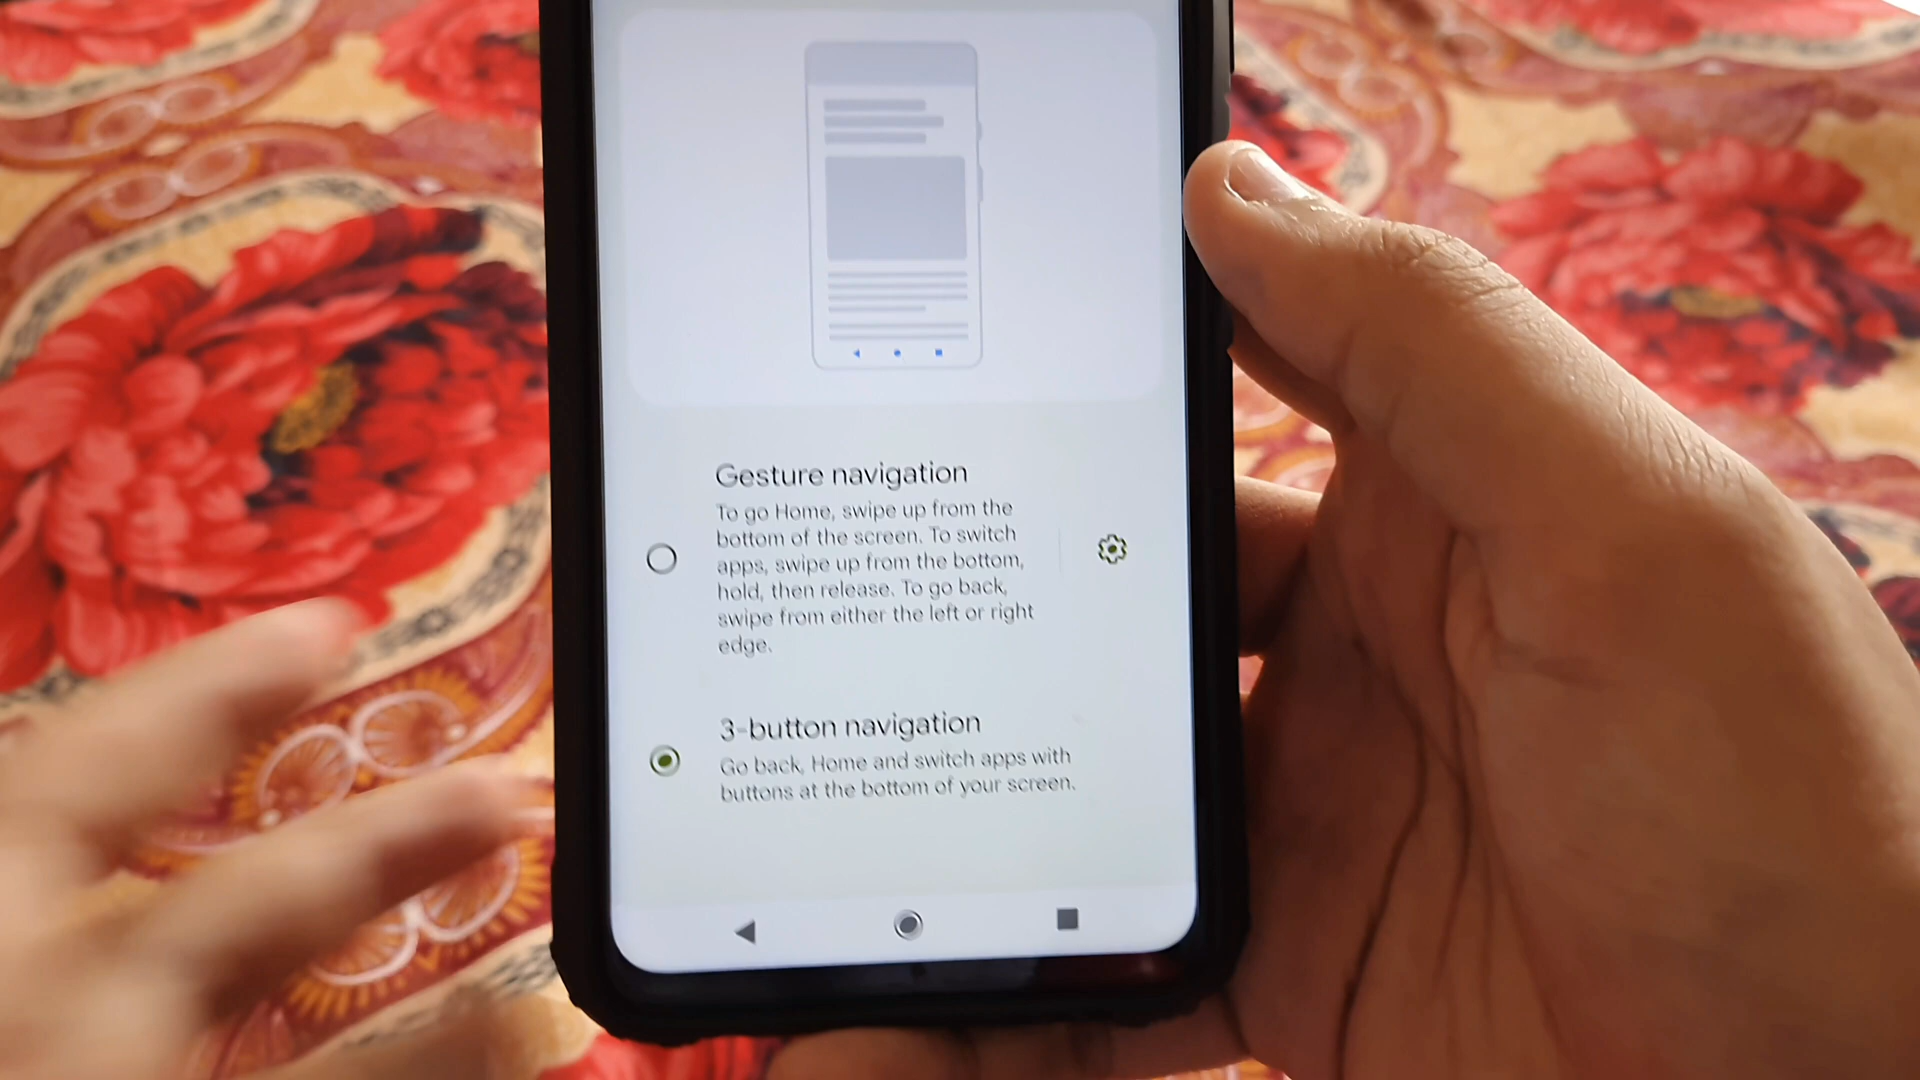 Gesture navigation
To go Home, swipe up from the
bottom of the screen. To switch
apps, swipe up from the bottom,
hold, then release. To go back,
swipe from either the left or right
edge.
3-button navigation
Go back, Home and switch apps with
buttons at the bottom of your screen.